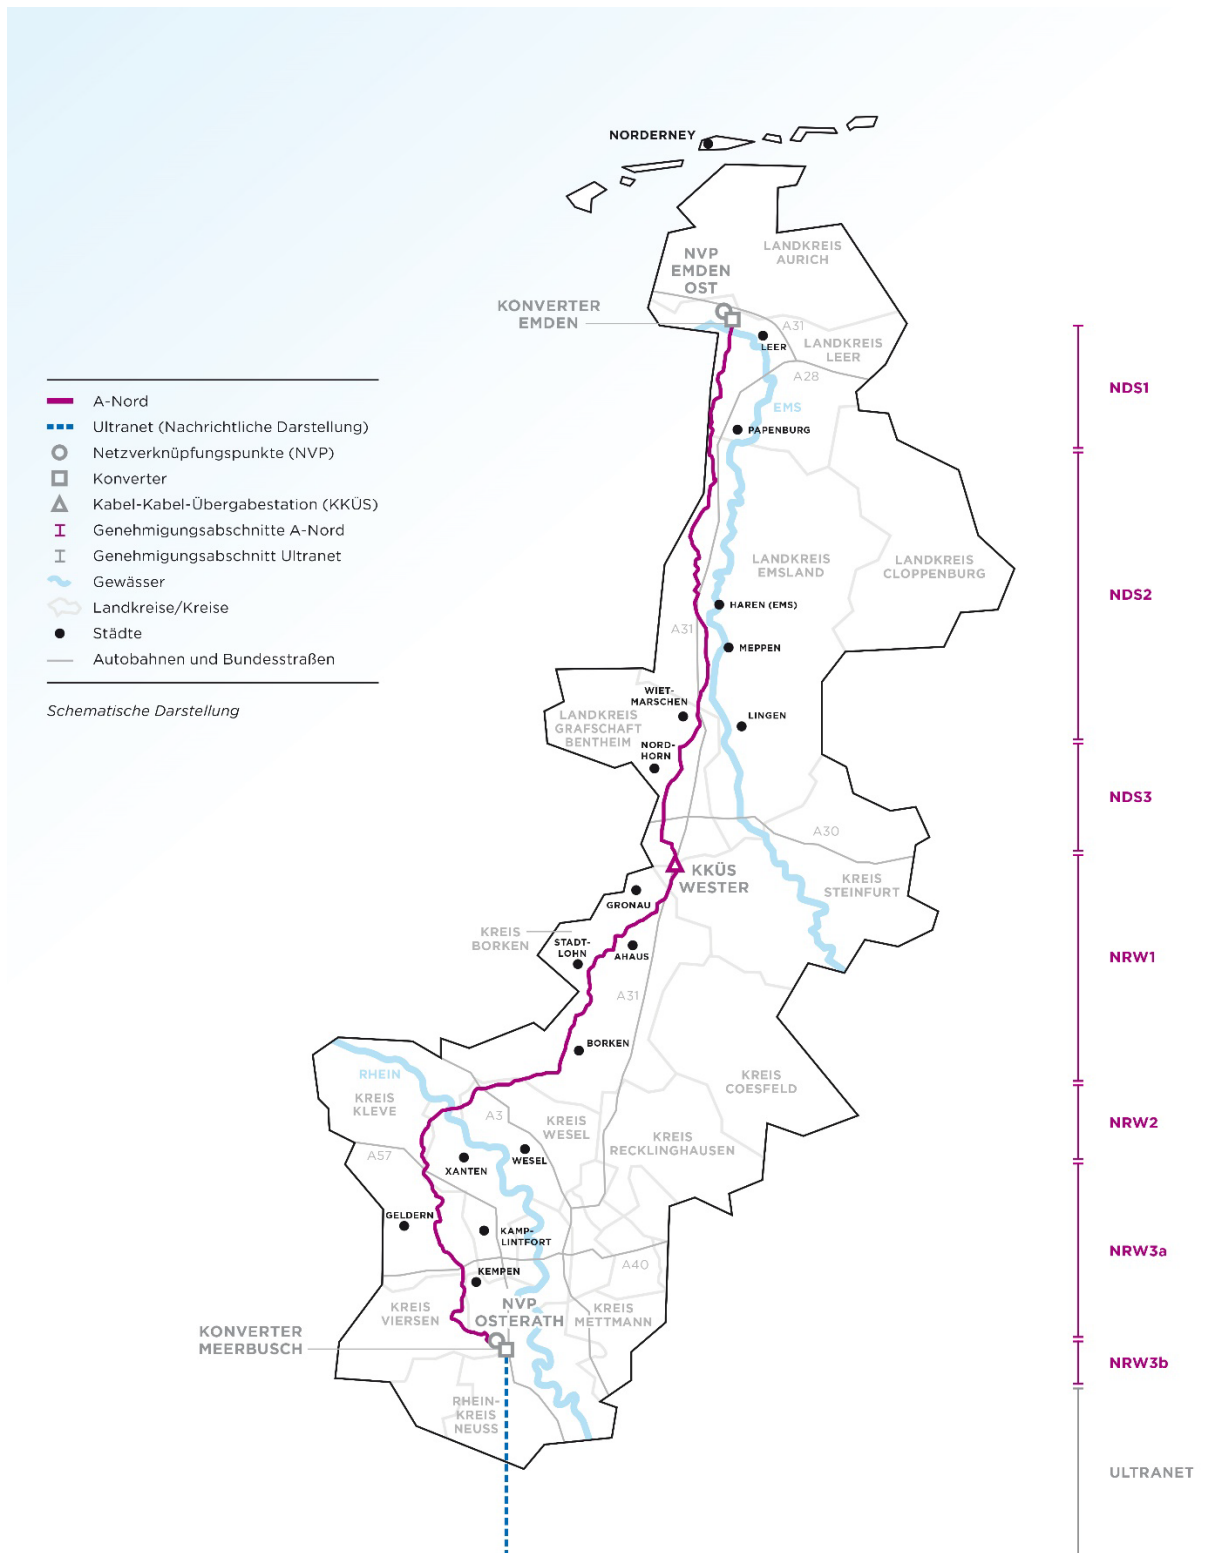 NORDERNEY
LANDKREIS
AURICH
NVP
EMDEN
OST
KONVERTER
EMDEN
A31
LEER
LANDKREIS
LEER
A28
EMS
PAPENBURG
NDS1
A-Nord
Ultranet (Nachrichtliche Darstellung)
Netzverknüpfungspunkte (NVP)
Konverter
Kabel-Kabel-Übergabestation (KKÜS)
Genehmigungsabschnitte A-Nord
Genehmigungsabschnitt Ultranet
Gewässer
Landkreise/Kreise
Städte
Autobahnen und Bundesstraßen
Schematische Darstellung
LANDKREIS
EMSLAND
LANDKREIS
CLOPPENBURG
NDS2
HAREN (EMS)
A31
MEPPEN
WIET-
MARSCHEN
LANDKREIS
GRAFSCHAFT
BENTHEIM
LINGEN
NORD-
HORN
NDS3
A30
KKÜS
WESTER
KREIS
STEINFURT
GRONAU
KREIS
BORKEN
STADT-
LOHN
AHAUS
NRW1
A31
BORKEN
RHEIN
KREIS
KLEVE
KREIS
COESFELD
A3
KREIS
WESEL
KREIS
RECKLINGHAUSEN
NRW2
A57
XANTEN
WESEL
GELDERN
KAMP-
LINTFORT
NRW3a
A40
KEMPEN
KREIS
VIERSEN
NVP
OSTERATH
KREIS
METTMANN
KONVERTER
MEERBUSCH
NRW3b
RHEIN-
KREIS
NEUSS
ULTRANET